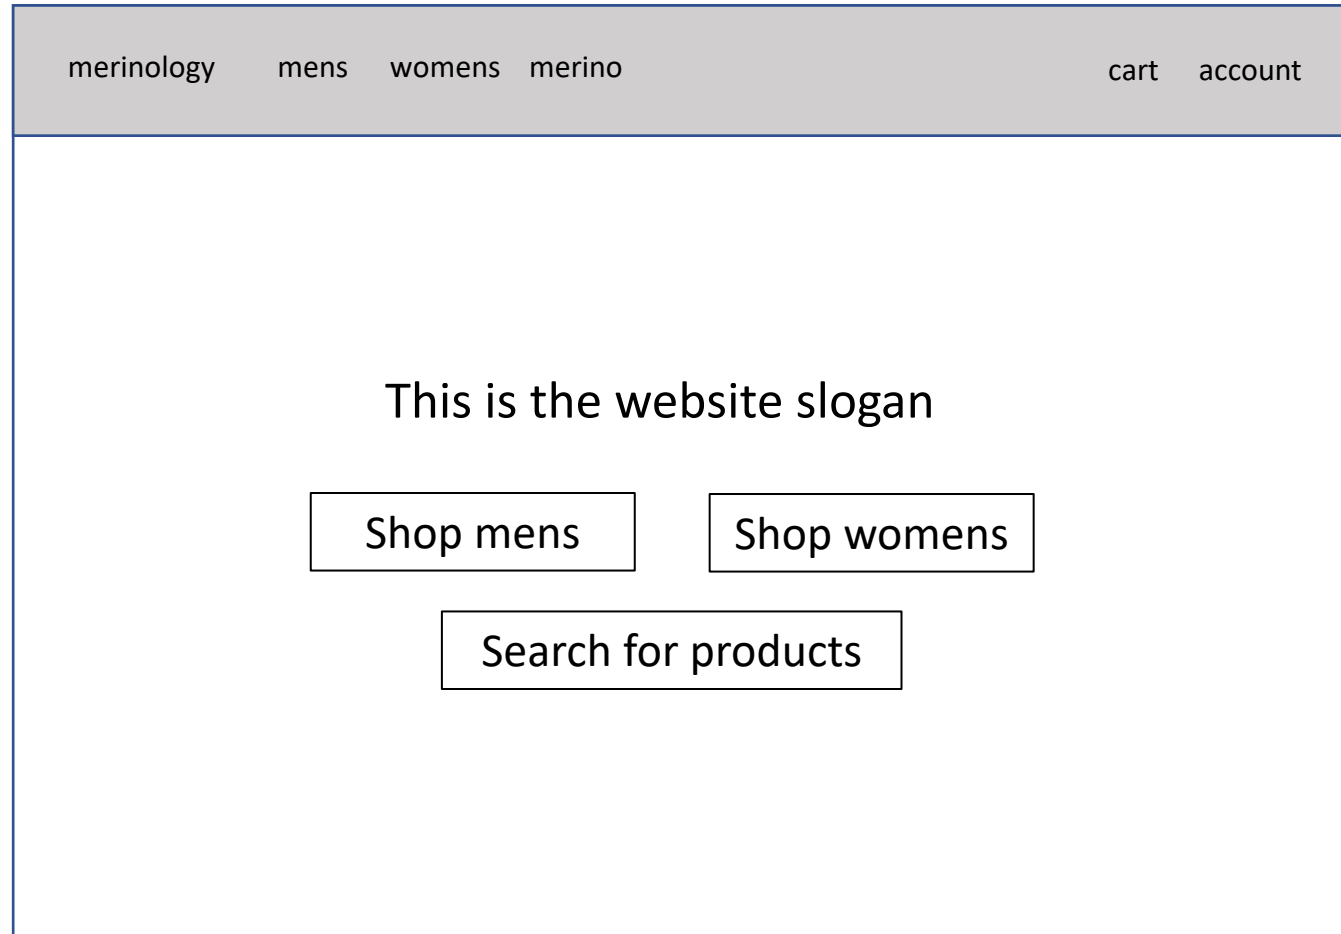 merinology mens womens merino cart account
This is the website slogan
Shop mens Shop womens
Search for products